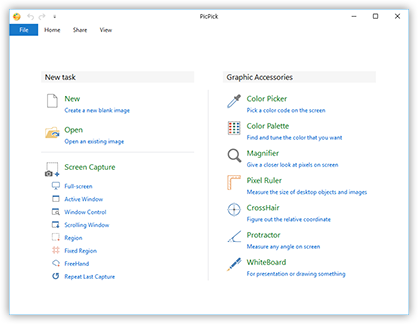 PicPick
File Home Share View
New task
New
Create a new blank image
Open
Open an existing image
Screen Capture
Full-screen
Active Window
Window Control
Scrolling Window
Region
Fixed Region
FreeHand
Repeat Last Capture
Graphic Accessories
Color Picker
Pick a color code on the screen
Color Palette
Find and tune the color that you want
Magnifier
Give a closer look at pixels on screen
Pixel Ruler
Measure the size of desktop objects and images
CrossHair
Figure out the relative coordinate
Protractor
Measure any angle on screen
WhiteBoard
For presentation or drawing something